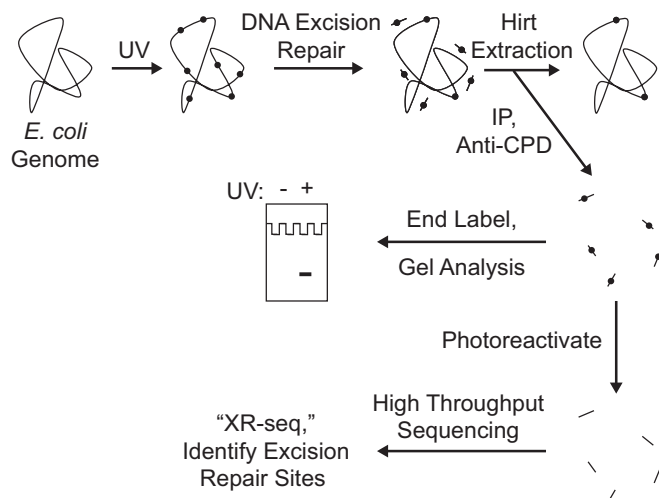 UV
DNA Excision
Repair
Hirt
Extraction
E. coli
Genome
IP,
Anti-CPD
UV: - +
End Label,
Gel Analysis
Photoreactivate
High Throughput
Sequencing
“XR-seq,”
Identify Excision
Repair Sites